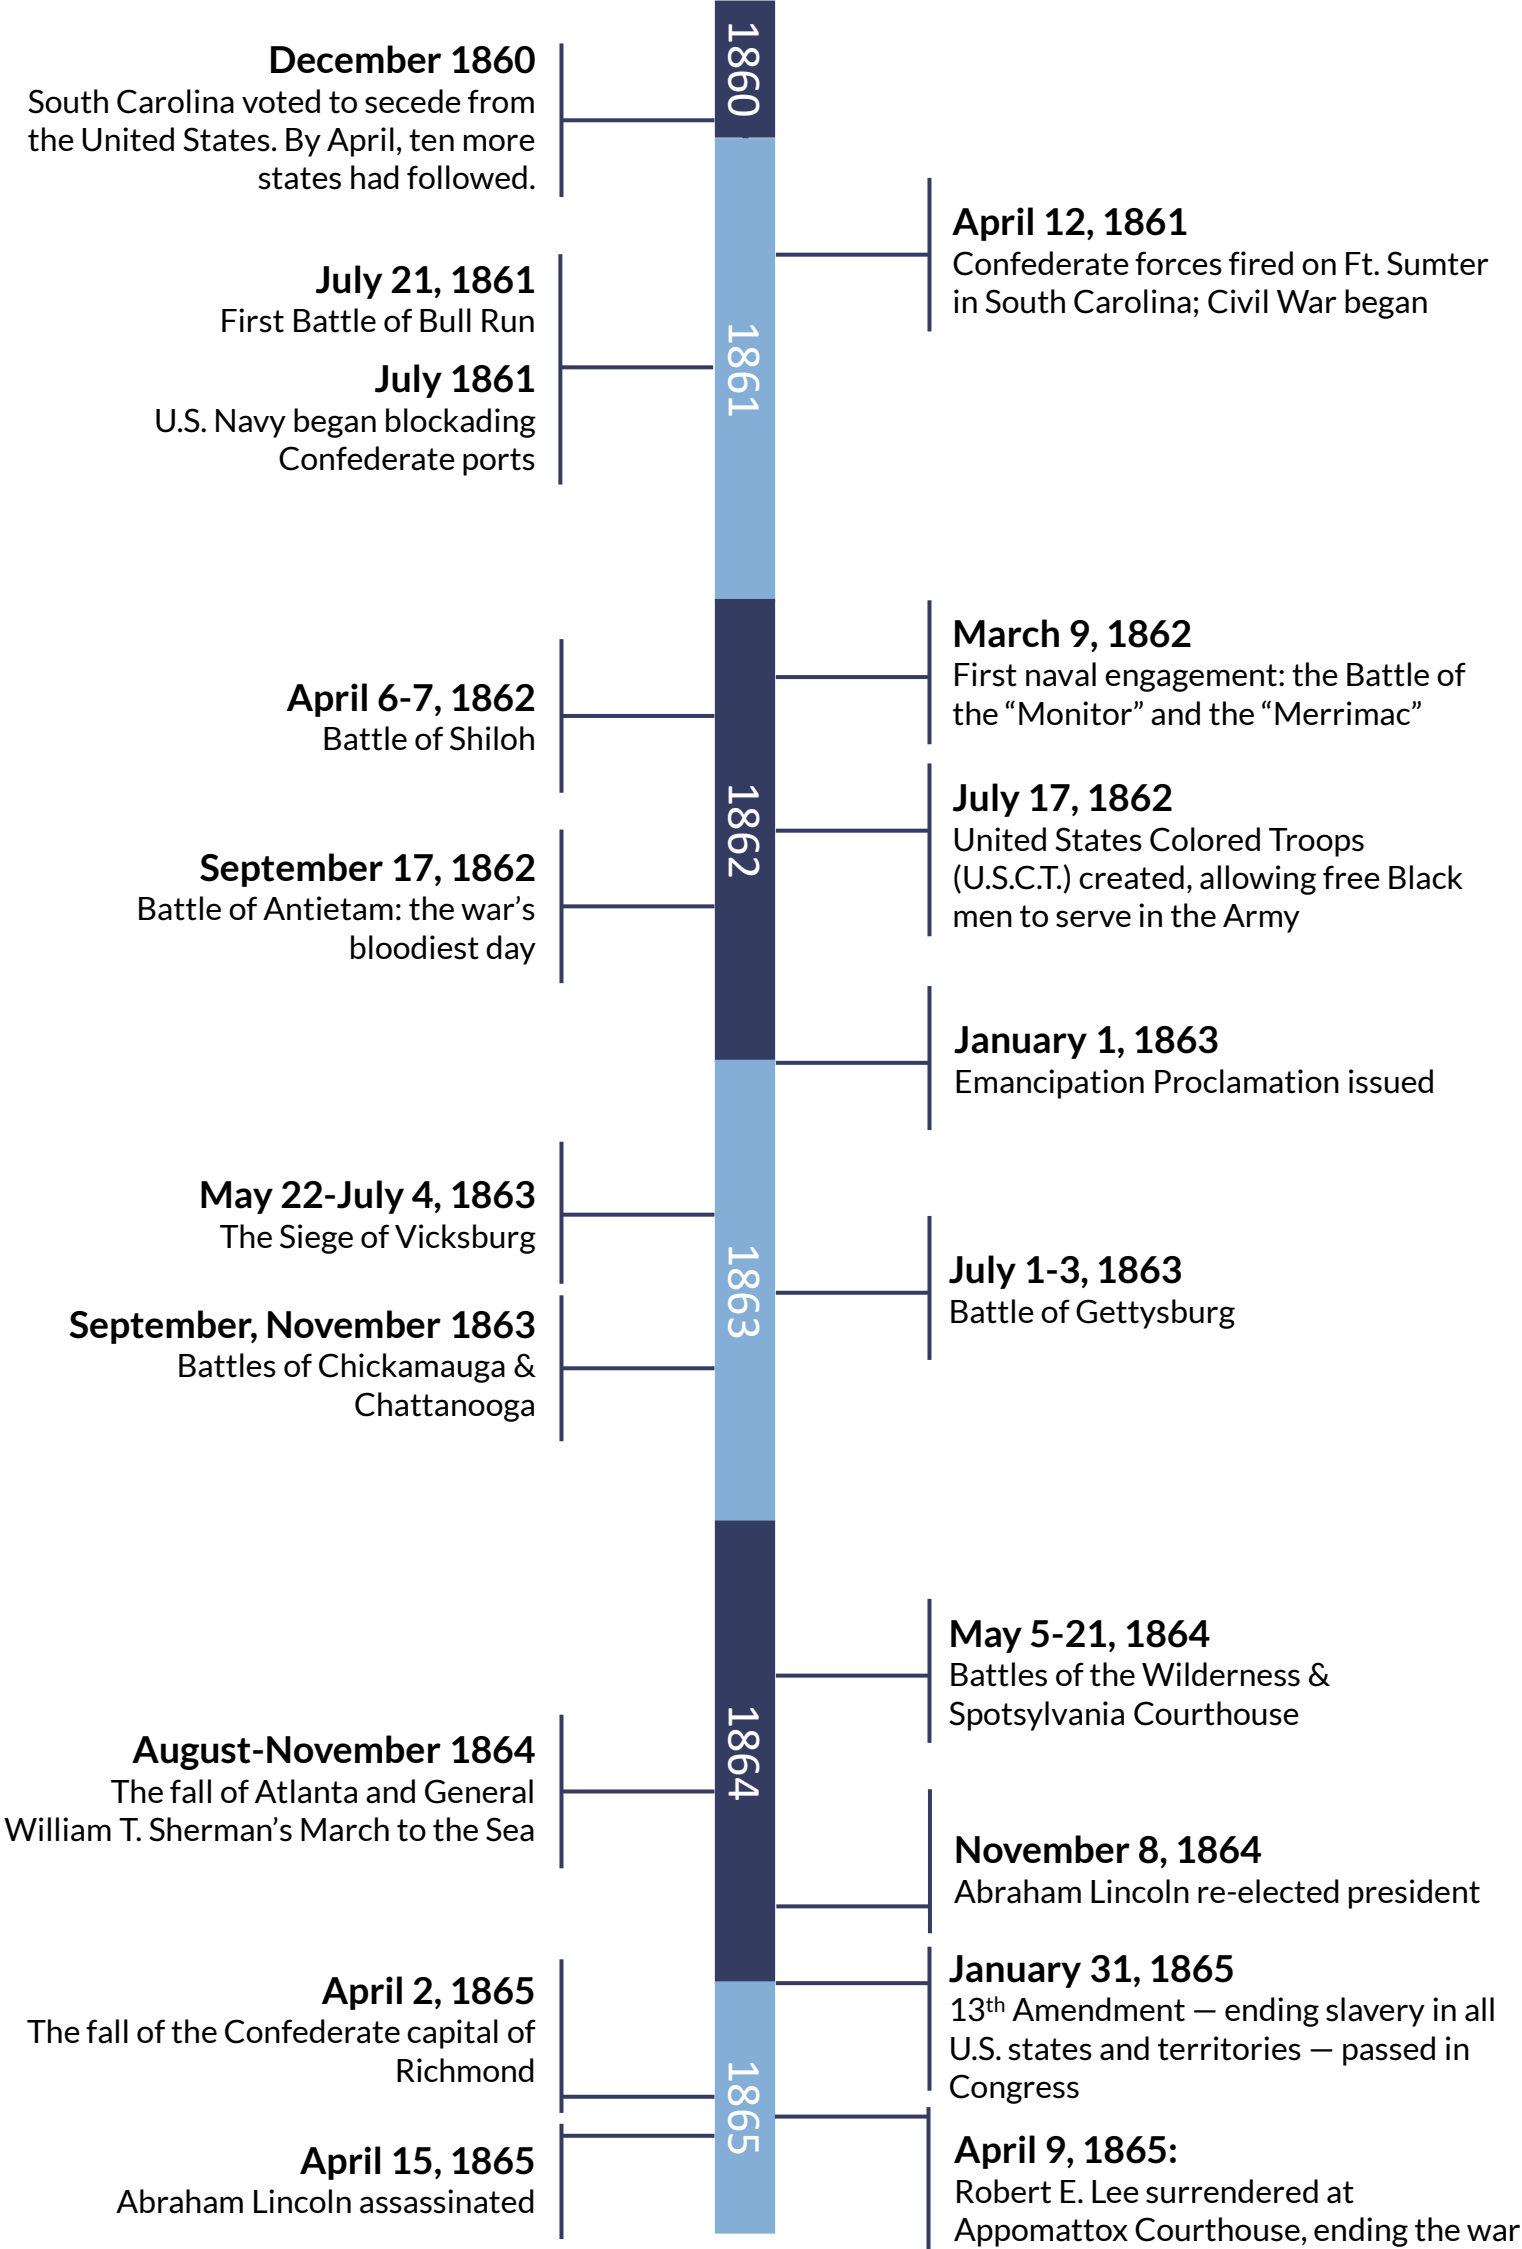 1860
December 1860
South Carolina voted to secede from
the United States. By April, ten more
states had followed.
1861
April 12, 1861
Confederate forces fired on Ft. Sumter
in South Carolina; Civil War began
July 21, 1861
First Battle of Bull Run
July 1861
U.S. Navy began blockading
Confederate ports
1862
March 9, 1862
First naval engagement: the Battle of
the “Monitor” and the “Merrimac”
April 6-7, 1862
Battle of Shiloh
July 17, 1862
United States Colored Troops
(U.S.C.T.) created, allowing free Black
men to serve in the Army
September 17, 1862
Battle of Antietam: the war’s
bloodiest day
1863
January 1, 1863
Emancipation Proclamation issued
May 22-July 4, 1863
The Siege of Vicksburg
July 1-3, 1863
Battle of Gettysburg
September, November 1863
Battles of Chickamauga &
Chattanooga
1864
May 5-21, 1864
Battles of the Wilderness &
Spotsylvania Courthouse
August-November 1864
The fall of Atlanta and General
William T. Sherman’s March to the Sea
November 8, 1864
Abraham Lincoln re-elected president
1865
January 31, 1865
13th Amendment — ending slavery in all
U.S. states and territories — passed in
Congress
April 2, 1865
The fall of the Confederate capital of
Richmond
April 9, 1865:
Robert E. Lee surrendered at
Appomattox Courthouse, ending the war
April 15, 1865
Abraham Lincoln assassinated